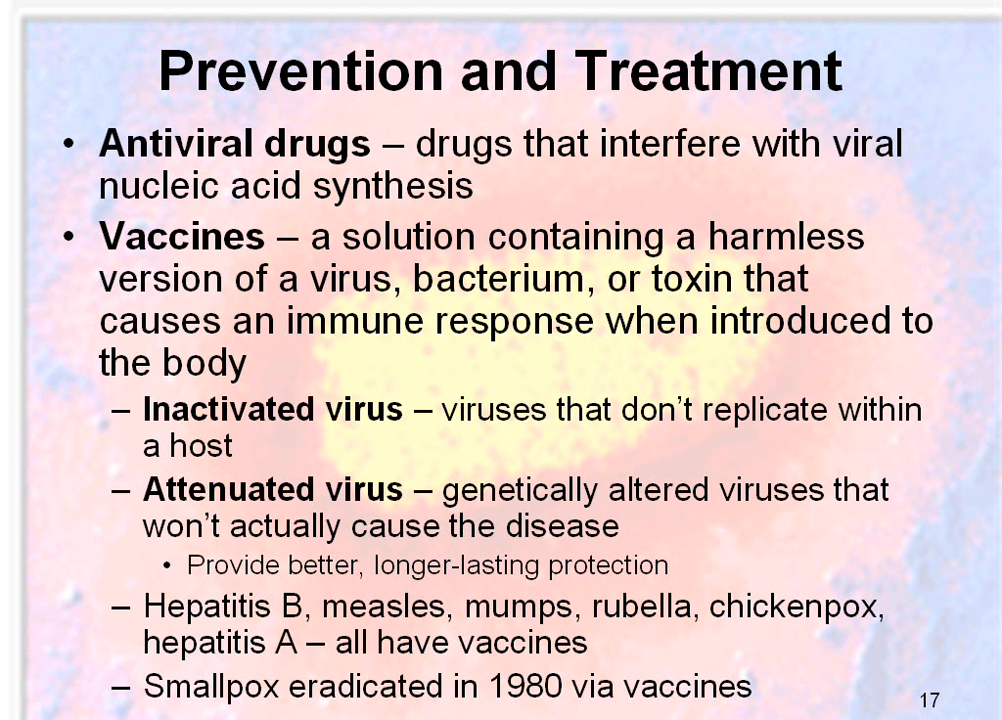 Prevention and Treatment
• Antiviral drugs – drugs that interfere with viral
nucleic acid synthesis
• Vaccines – a solution containing a harmless
version of a virus, bacterium, or toxin that
causes an immune response when introduced to
the body
– Inactivated virus – viruses that don’t replicate within
a host
– Attenuated virus – genetically altered viruses that
won’t actually cause the disease
• Provide better, longer-lasting protection
– Hepatitis B, measles, mumps, rubella, chickenpox,
hepatitis A – all have vaccines
– Smallpox eradicated in 1980 via vaccines
17